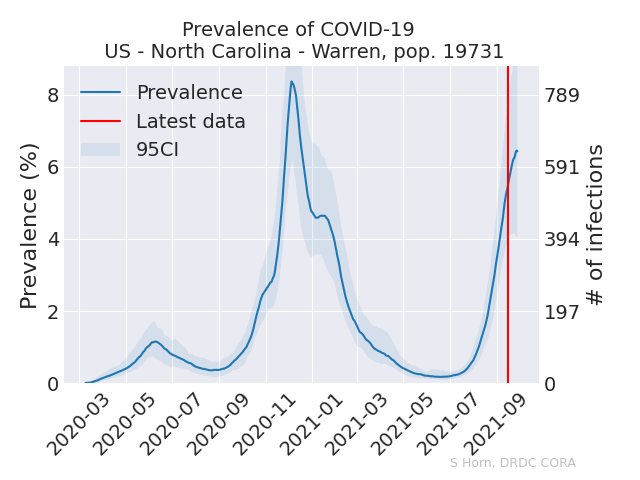 Prevalence of COVID-19
US - North Carolina - Warren, pop. 19731
Prevalence
Latest data
95CI
Prevalence (%)
8
6
4
2
0
789
591
394
197
0
# of infections
2020-03
2020-05
2020-07
2020-09
2020-11
2021-01
2021-03
2021-05
2021-07
2021-09
S Horn, DRDC CORA